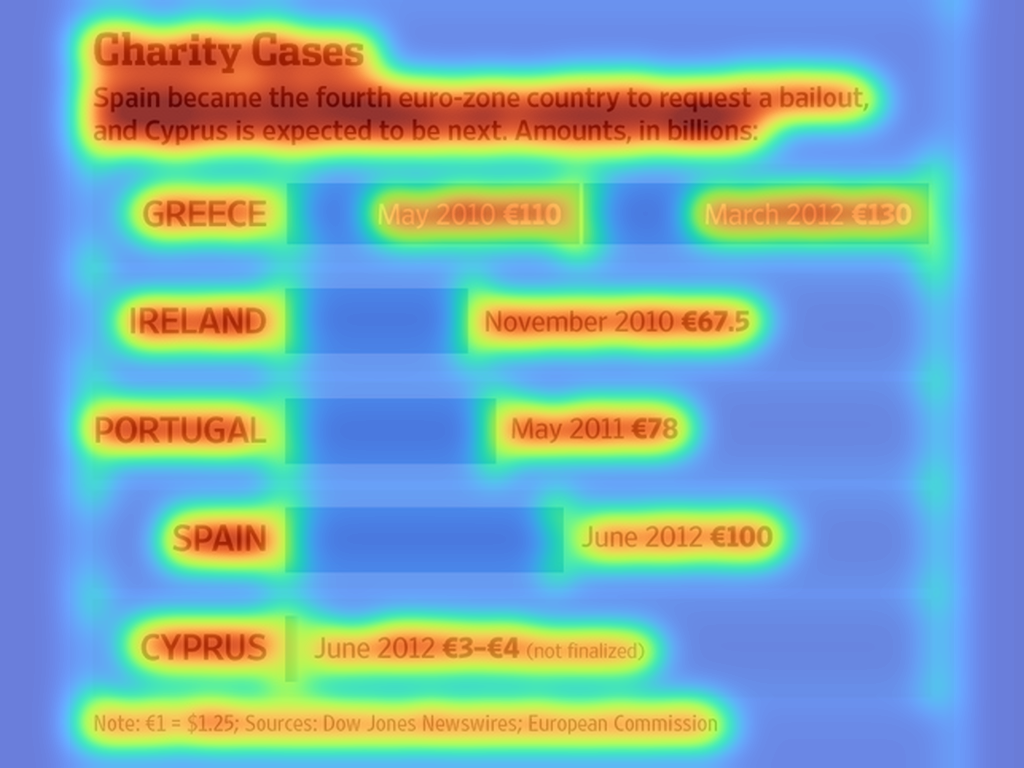 Charity Cases
Spain became the fourth euro-zone country to request a bailout,
and Cyprus is expected to be next. Amounts, in billions:
GREECE May 2010 €110 March 2012 €130
IRELAND November 2010 €67.5
PORTUGAL May 2011 €78
SPAIN June 2012 €100
CYPRUS June 2012 €3–€4 (not finalized)
Note: €1 = $1.25; Sources: Dow Jones Newswires; European Commission